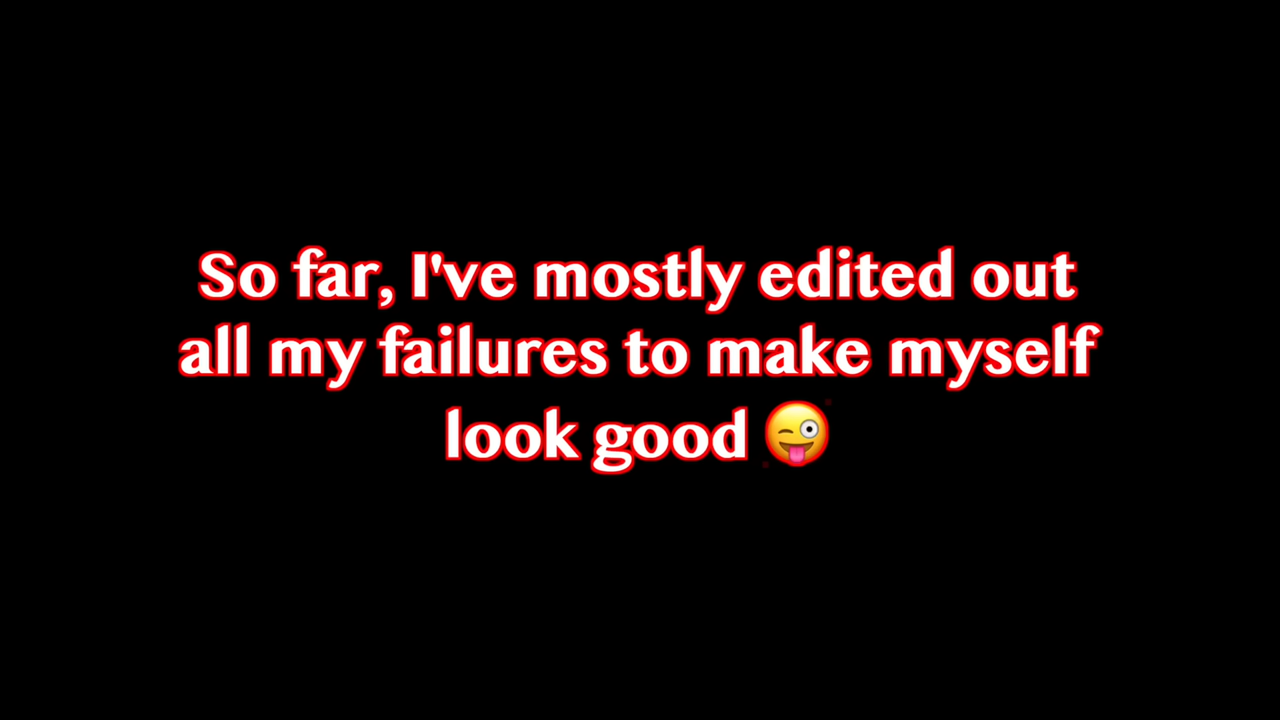 So far, I've mostly edited out
all my failures to make myself
look good 😜